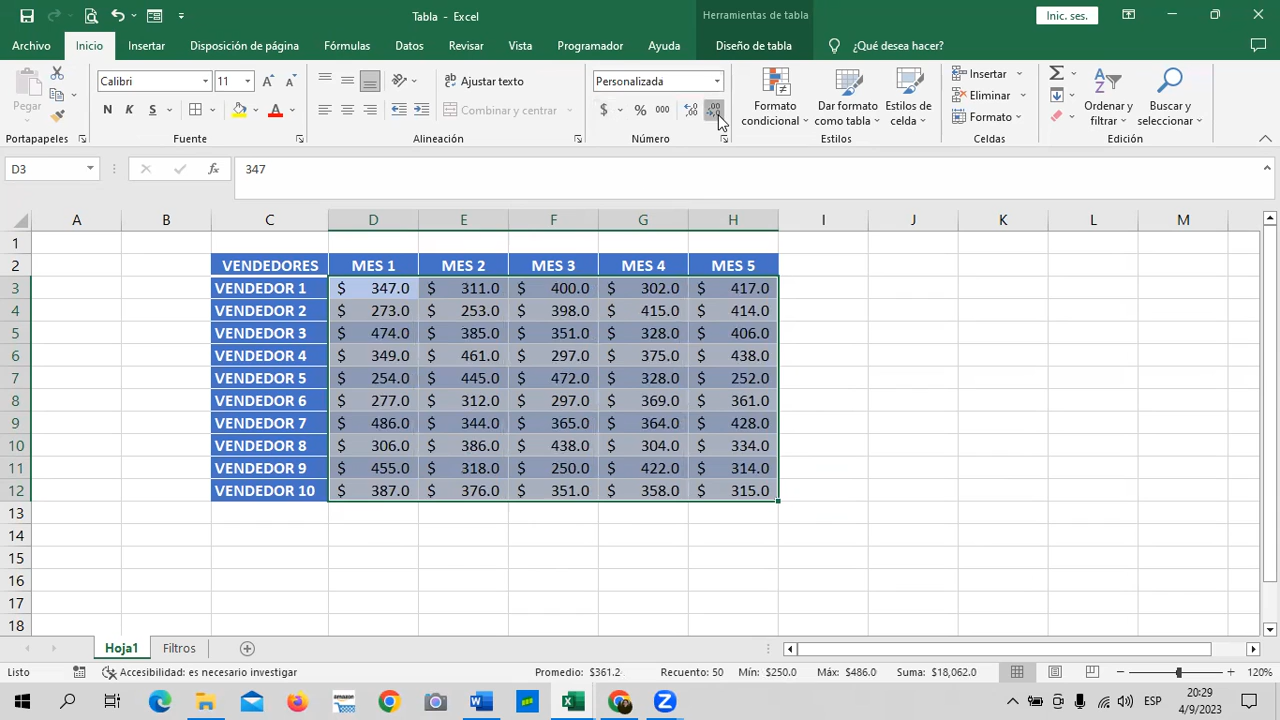 Tabla - Excel
Herramientas de tabla
Inic. ses.
Archivo Inicio Insertar Disposición de página Fórmulas Datos Revisar Vista Programador Ayuda Diseño de tabla ¿Qué desea hacer?
Pegar
Calibri 11
N K S
Ajustar texto
Combinar y centrar
Personalizada
$ % 000
Formato condicional
Dar formato como tabla
Estilos de celda
Insertar
Eliminar
Formato
Ordenar y filtrar
Buscar y seleccionar
Portapapeles Fuente Alineación Número Estilos Celdas Edición
D3 fx 347
A B C D E F G H I J K L M
1
2 VENDEDORES MES 1 MES 2 MES 3 MES 4 MES 5
3 VENDEDOR 1 $ 347.0 $ 311.0 $ 400.0 $ 302.0 $ 417.0
4 VENDEDOR 2 $ 273.0 $ 253.0 $ 398.0 $ 415.0 $ 414.0
5 VENDEDOR 3 $ 474.0 $ 385.0 $ 351.0 $ 328.0 $ 406.0
6 VENDEDOR 4 $ 349.0 $ 461.0 $ 297.0 $ 375.0 $ 438.0
7 VENDEDOR 5 $ 254.0 $ 445.0 $ 472.0 $ 328.0 $ 252.0
8 VENDEDOR 6 $ 277.0 $ 312.0 $ 297.0 $ 369.0 $ 361.0
9 VENDEDOR 7 $ 486.0 $ 344.0 $ 365.0 $ 364.0 $ 428.0
10 VENDEDOR 8 $ 306.0 $ 386.0 $ 438.0 $ 304.0 $ 334.0
11 VENDEDOR 9 $ 455.0 $ 318.0 $ 250.0 $ 422.0 $ 314.0
12 VENDEDOR 10 $ 387.0 $ 376.0 $ 351.0 $ 358.0 $ 315.0
13
14
15
16
17
18
Hoja1 Filtros
Listo Accesibilidad: es necesario investigar Promedio: $361.2 Recuento: 50 Mín: $250.0 Máx: $486.0 Suma: $18,062.0 120%
ESP 20:29
4/9/2023